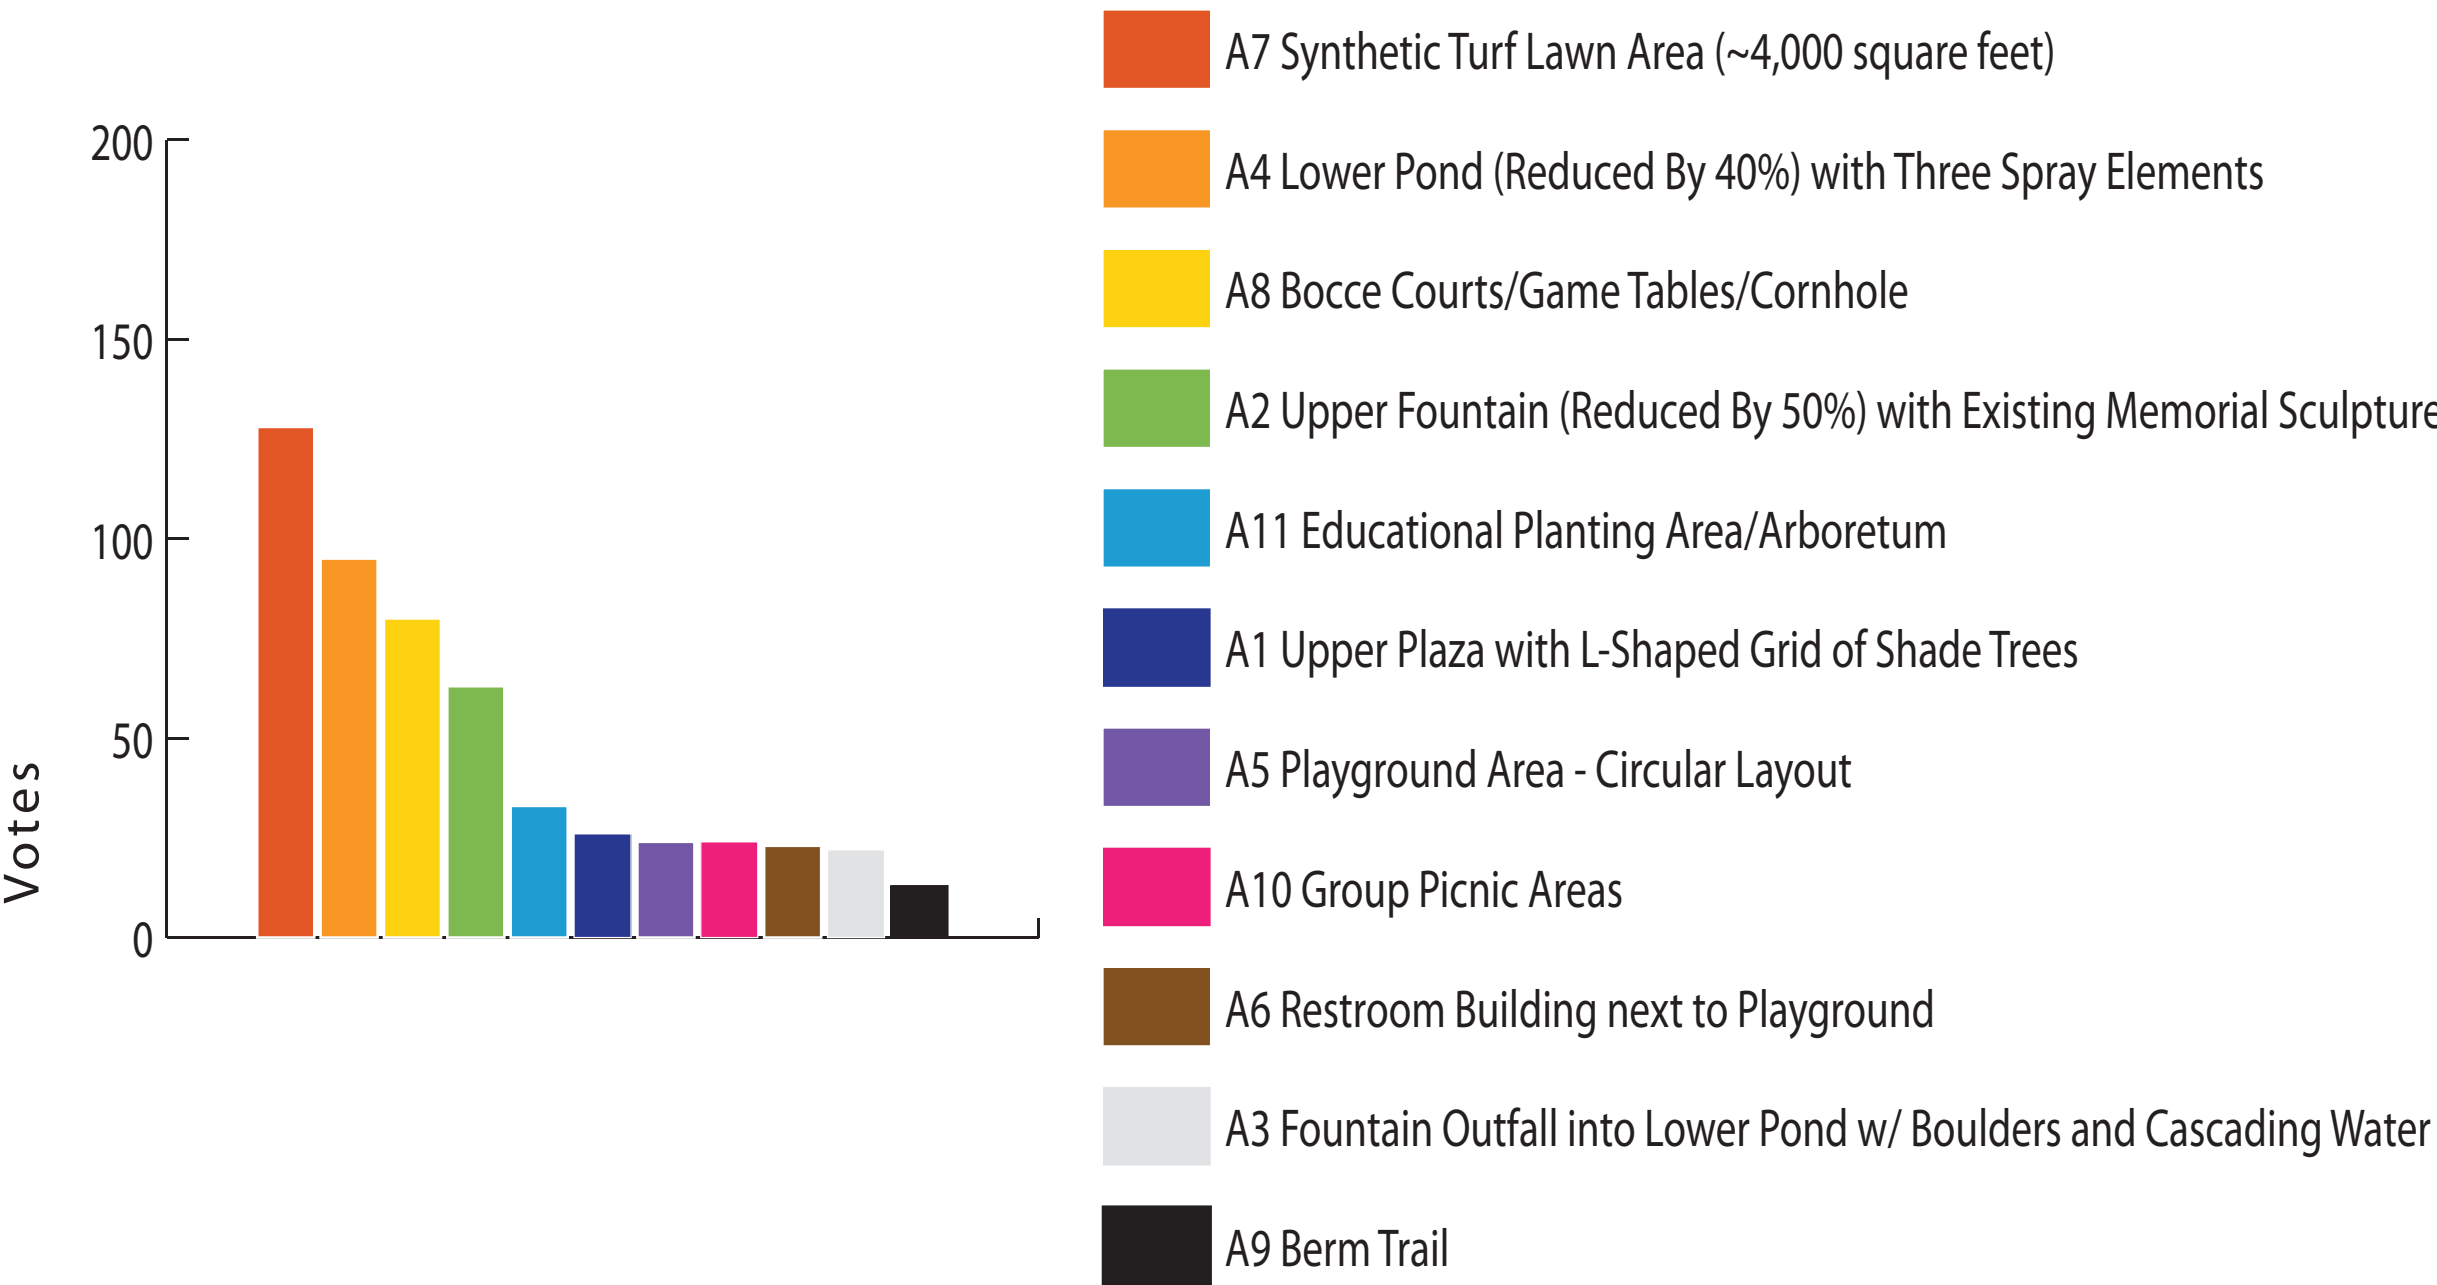 200
150
100
50
0
Votes
A7 Synthetic Turf Lawn Area (~4,000 square feet)
A4 Lower Pond (Reduced By 40%) with Three Spray Elements
A8 Bocce Courts/Game Tables/Cornhole
A2 Upper Fountain (Reduced By 50%) with Existing Memorial Sculpture
A11 Educational Planting Area/Arboretum
A1 Upper Plaza with L-Shaped Grid of Shade Trees
A5 Playground Area - Circular Layout
A10 Group Picnic Areas
A6 Restroom Building next to Playground
A3 Fountain Outfall into Lower Pond w/ Boulders and Cascading Water
A9 Berm Trail